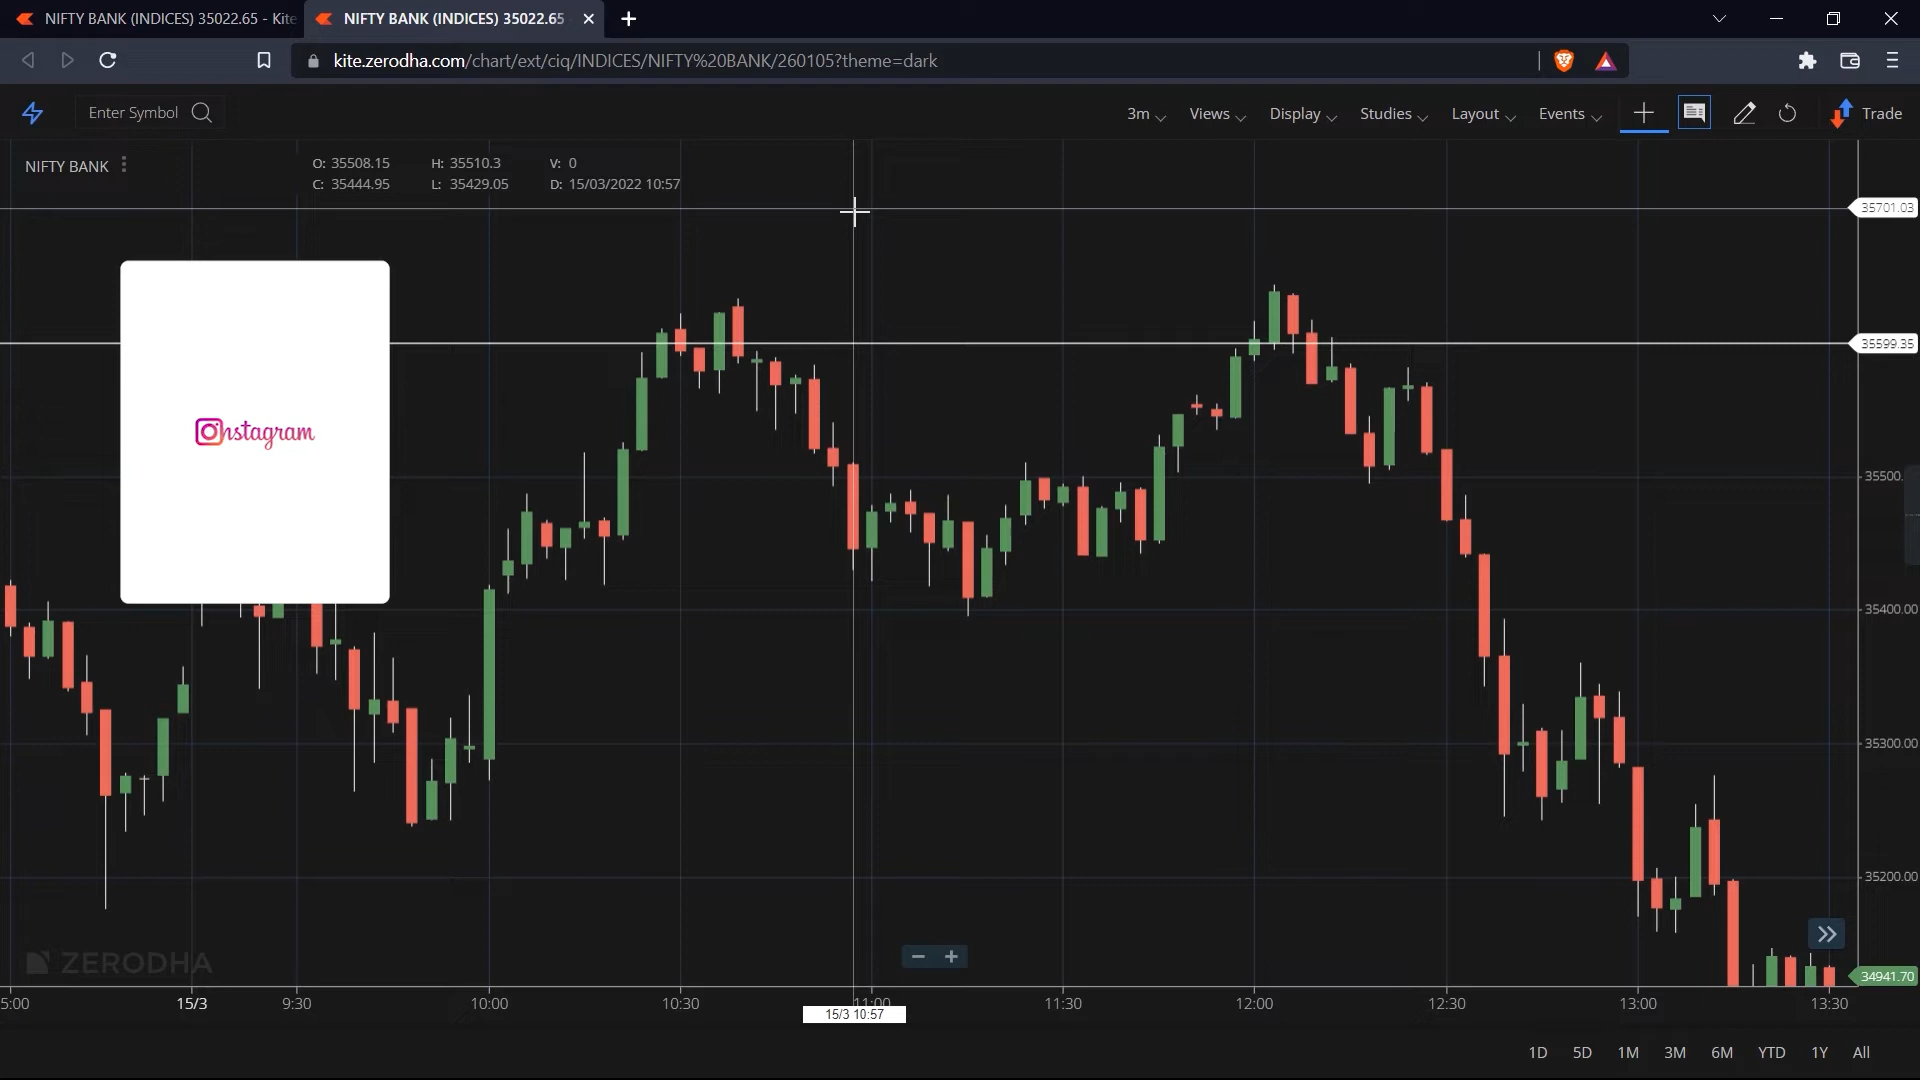 NIFTY BANK (INDICES) 35022.65 - Kite
NIFTY BANK (INDICES) 35022.65
kite.zerodha.com/chart/ext/ciq/INDICES/NIFTY%20BANK/260105?theme=dark
Enter Symbol
3m
Views
Display
Studies
Layout
Events
Trade
NIFTY BANK
O: 35508.15 H: 35510.3 V: 0
C: 35444.95 L: 35429.05 D: 15/03/2022 10:57
35701.03
35599.35
Instagram
35500.
35400.00
35300.00
35200.00
ZERODHA
34941.70
5:00 15/3 9:30 10:00 10:30 11:00 11:30 12:00 12:30 13:00 13:30
15/3 10:57
1D 5D 1M 3M 6M YTD 1Y All